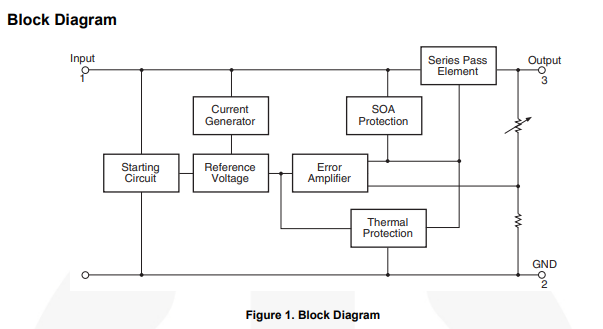 Block Diagram
Input
1
Series Pass
Element
Output
3
Current
Generator
SOA
Protection
Starting
Circuit
Reference
Voltage
Error
Amplifier
Thermal
Protection
GND
2
Figure 1. Block Diagram